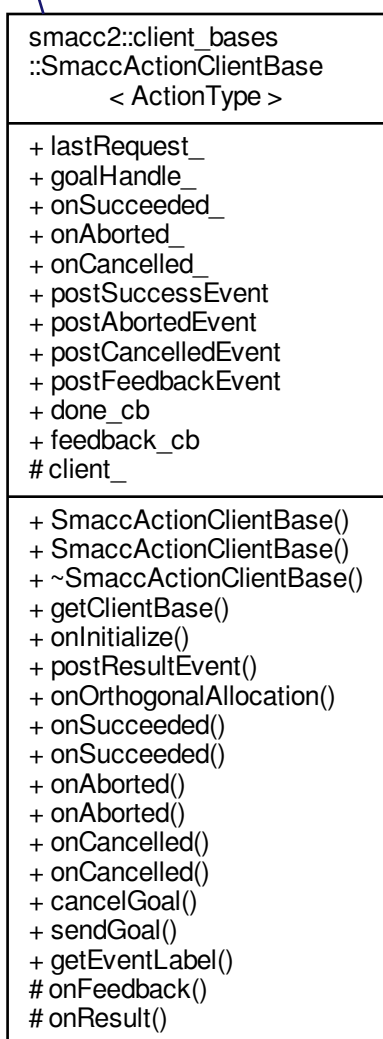 smacc2::client_bases
::SmaccActionClientBase
< ActionType >
+ lastRequest_
+ goalHandle_
+ onSucceeded_
+ onAborted_
+ onCancelled_
+ postSuccessEvent
+ postAbortedEvent
+ postCancelledEvent
+ postFeedbackEvent
+ done_cb
+ feedback_cb
# client_
+ SmaccActionClientBase()
+ SmaccActionClientBase()
+ ~SmaccActionClientBase()
+ getClientBase()
+ onInitialize()
+ postResultEvent()
+ onOrthogonalAllocation()
+ onSucceeded()
+ onSucceeded()
+ onAborted()
+ onAborted()
+ onCancelled()
+ onCancelled()
+ cancelGoal()
+ sendGoal()
+ getEventLabel()
# onFeedback()
# onResult()